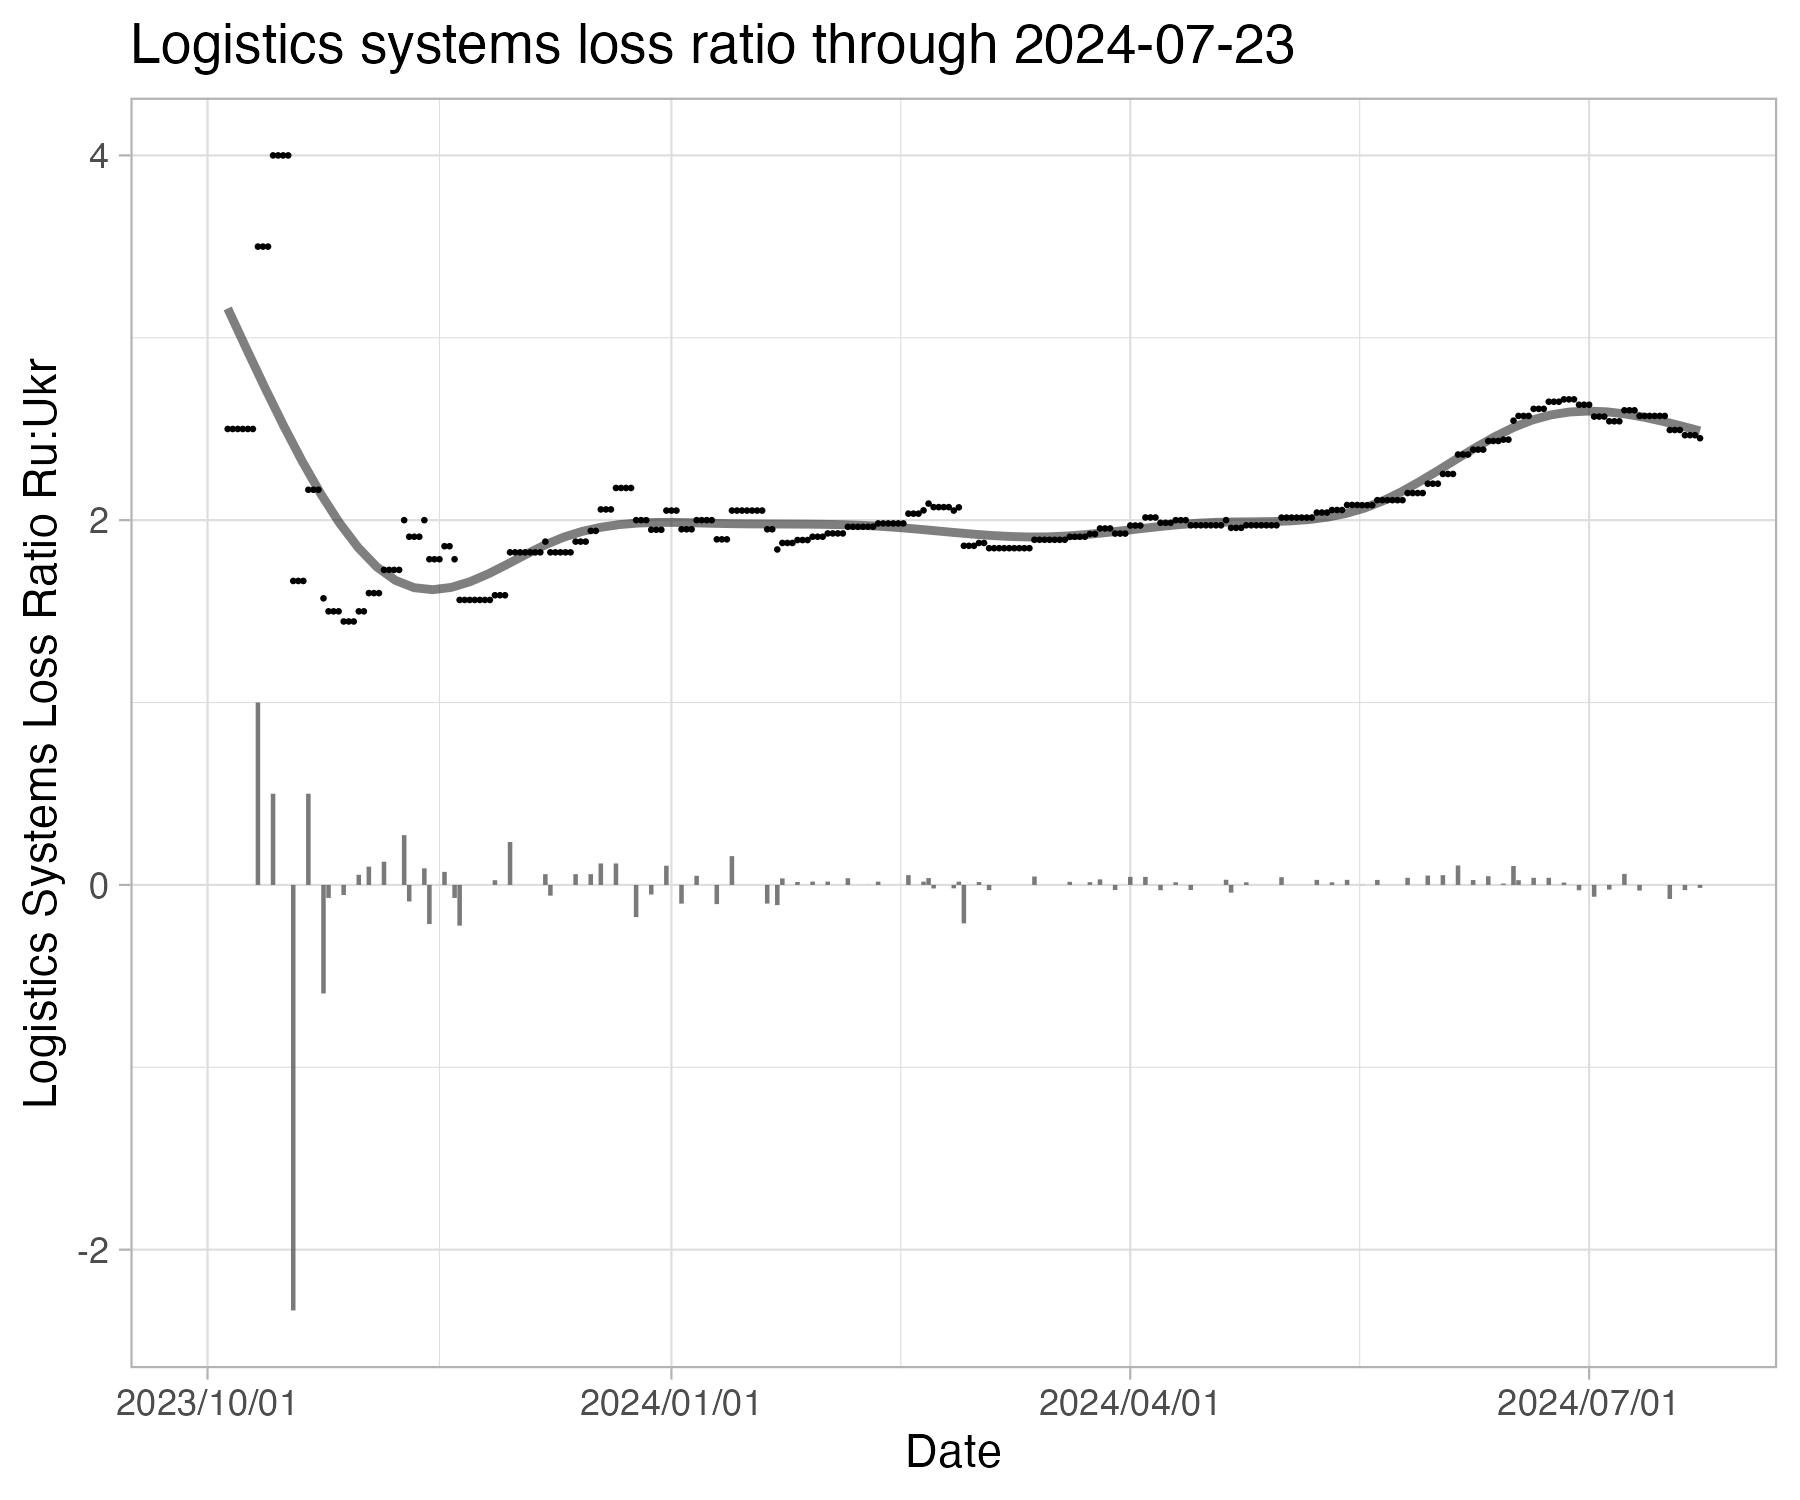 Logistics systems loss ratio through 2024-07-23
Logistics Systems Loss Ratio Ru:Ukr
4
2
0
-2
2023/10/01
2024/01/01
2024/04/01
2024/07/01
Date